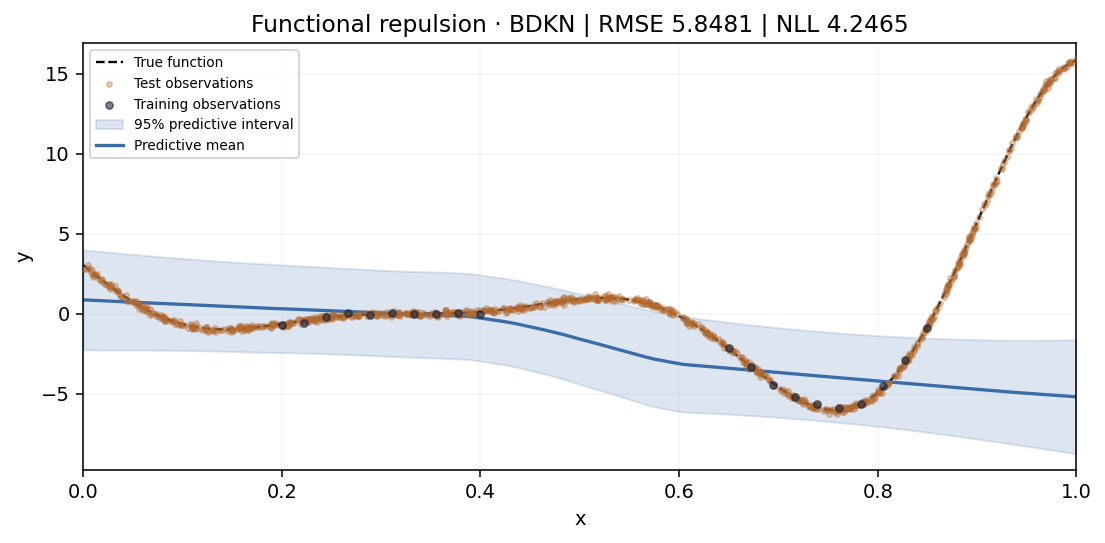 Functional repulsion · BDKN | RMSE 5.8481 | NLL 4.2465
True function
Test observations
Training observations
95% predictive interval
Predictive mean
15
10
5
0
−5
y
0.0 0.2 0.4 0.6 0.8 1.0
x